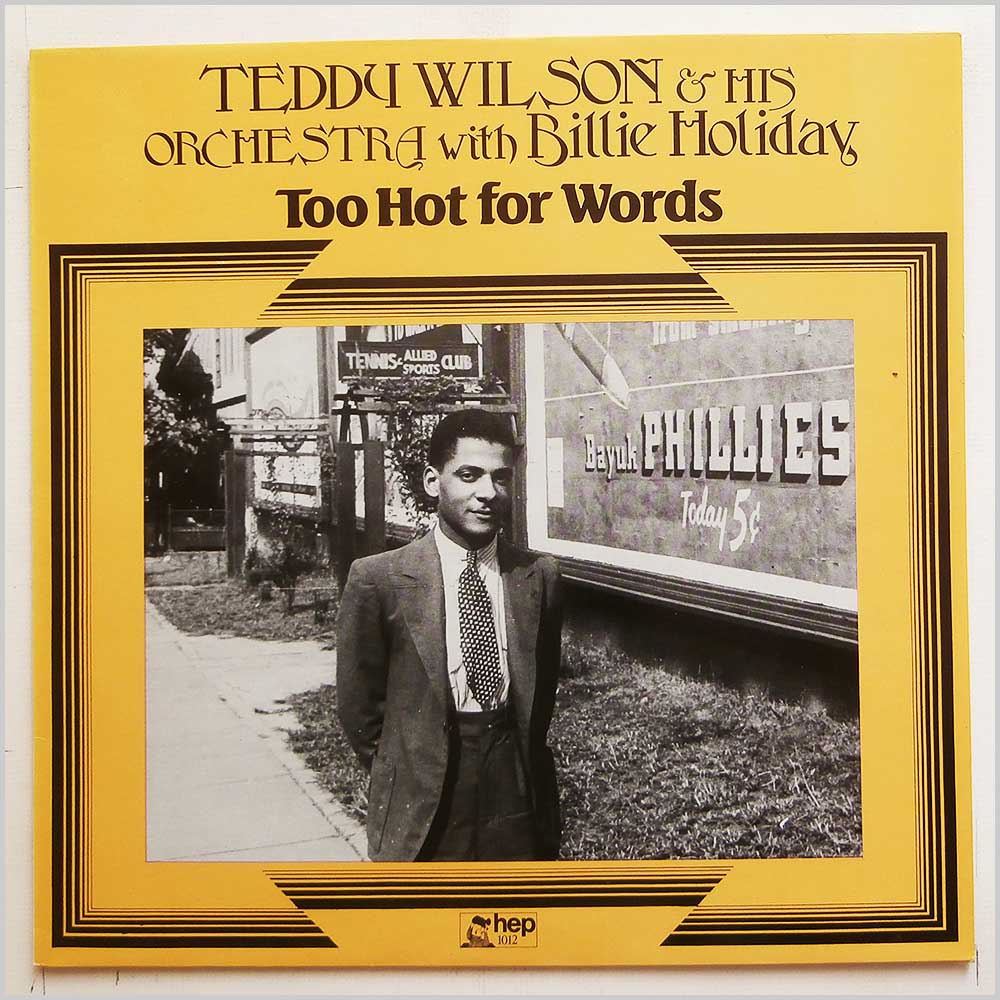 TEDDY WILSON & HIS
ORCHESTRA with Billie Holiday
Too Hot for Words
TENNIS & ALLIED SPORTS CLUB
Bayuk PHILLIES
Today 5¢
hep
1012